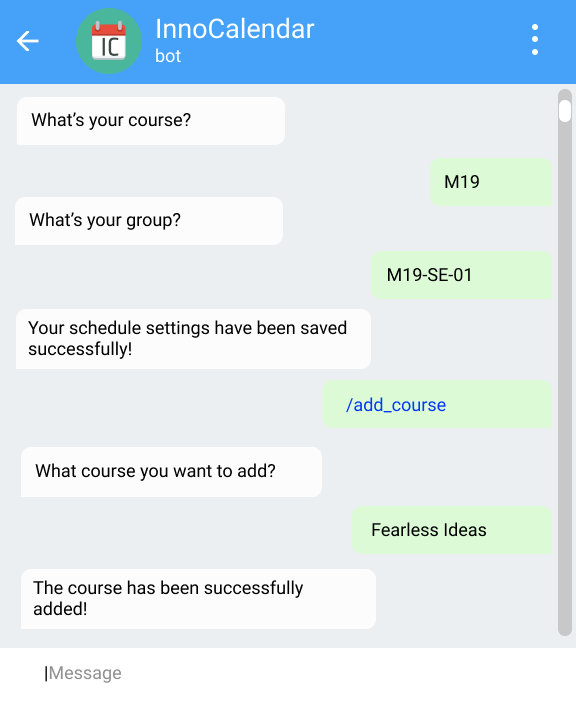 IC
InnoCalendar
bot
What's your course?
M19
What's your group?
M19-SE-01
Your schedule settings have been saved
successfully!
/add_course
What course you want to add?
Fearless Ideas
The course has been successfully
added!
|Message